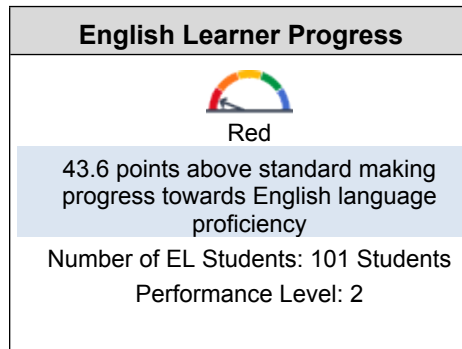 English Learner Progress
Red
43.6 points above standard making
progress towards English language
proficiency
Number of EL Students: 101 Students
Performance Level: 2